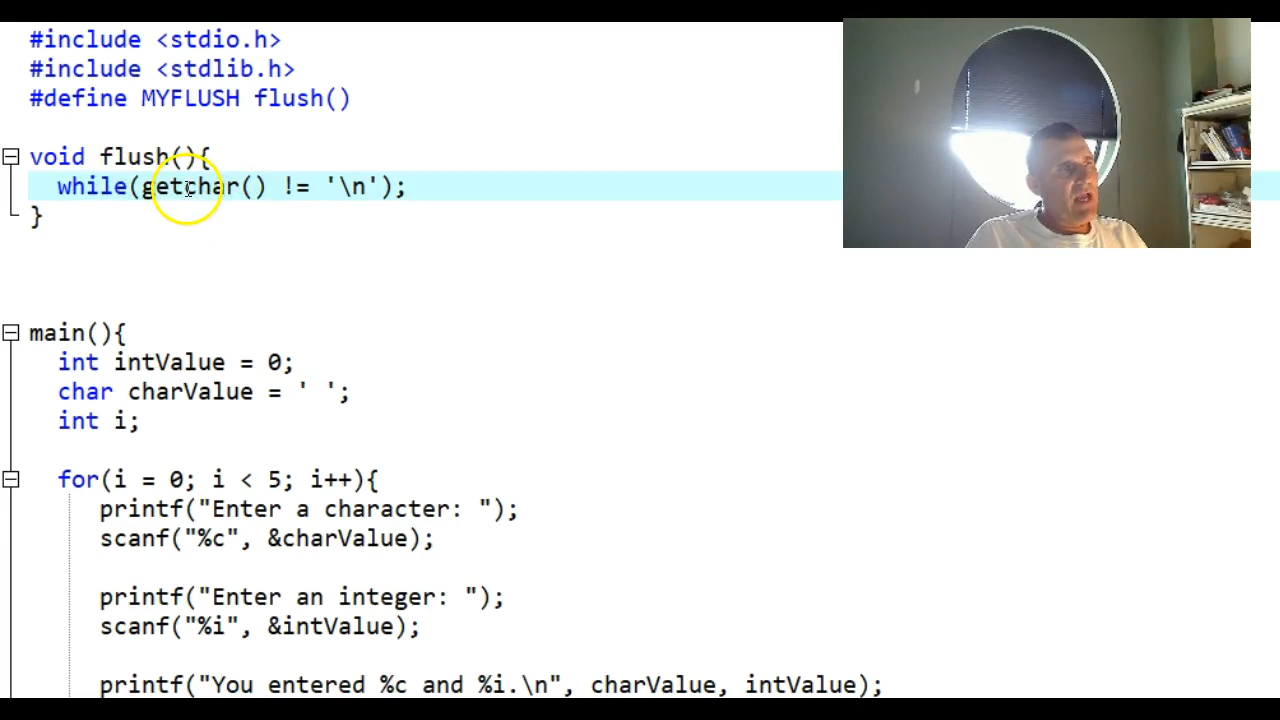 #include <stdio.h>
#include <stdlib.h>
#define MYFLUSH flush()
void flush(){
while(getchar() != '\n');
}
main(){
int intValue = 0;
char charValue = ' ';
int i;
for(i = 0; i < 5; i++){
printf("Enter a character: ");
scanf("%c", &charValue);
printf("Enter an integer: ");
scanf("%i", &intValue);
printf("You entered %c and %i.\n", charValue, intValue);